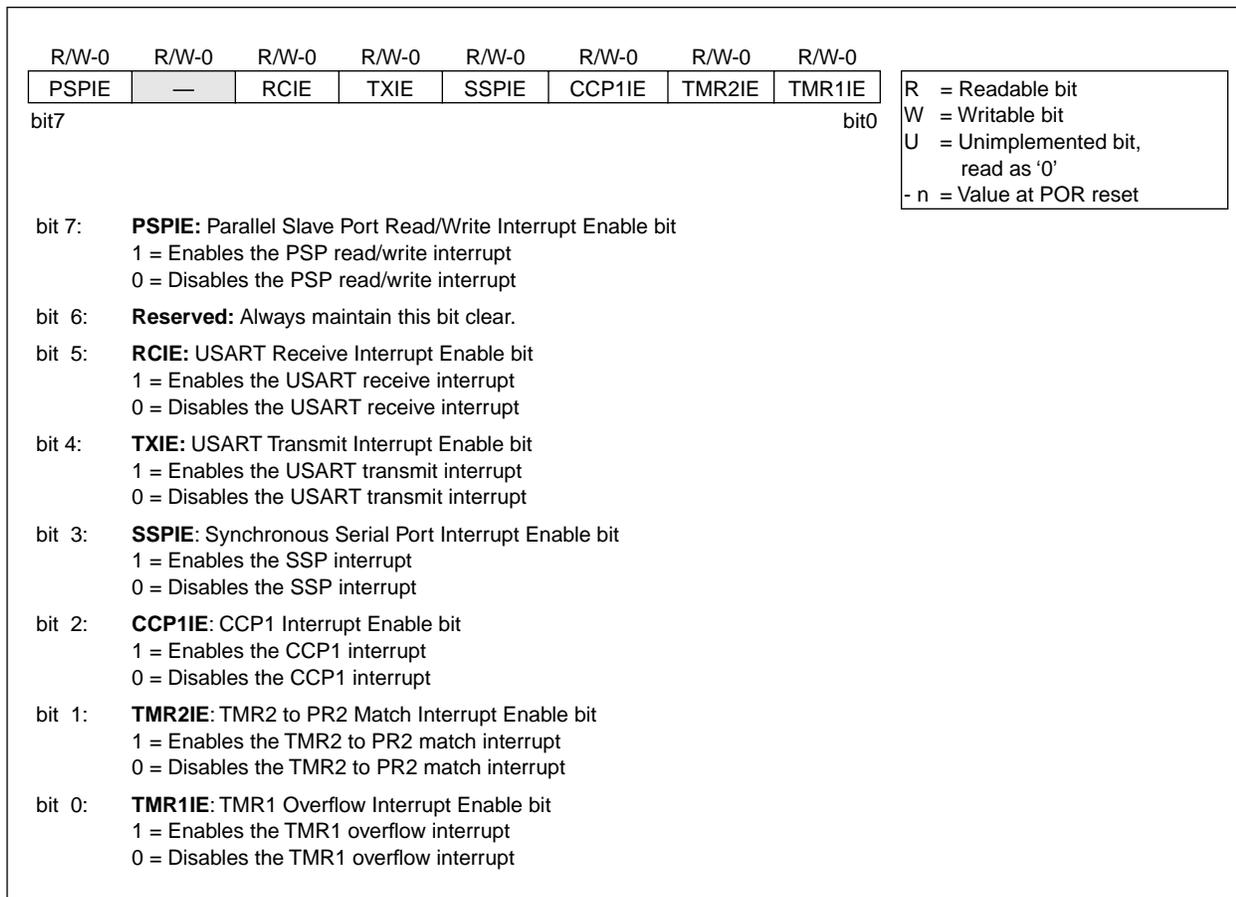 R/W-0 R/W-0 R/W-0 R/W-0 R/W-0 R/W-0 R/W-0 R/W-0
PSPIE — RCIE TXIE SSPIE CCP1IE TMR2IE TMR1IE
bit7 bit0
R = Readable bit
W = Writable bit
U = Unimplemented bit,
read as ‘0’
- n = Value at POR reset
bit 7: PSPIE: Parallel Slave Port Read/Write Interrupt Enable bit
1 = Enables the PSP read/write interrupt
0 = Disables the PSP read/write interrupt
bit 6: Reserved: Always maintain this bit clear.
bit 5: RCIE: USART Receive Interrupt Enable bit
1 = Enables the USART receive interrupt
0 = Disables the USART receive interrupt
bit 4: TXIE: USART Transmit Interrupt Enable bit
1 = Enables the USART transmit interrupt
0 = Disables the USART transmit interrupt
bit 3: SSPIE: Synchronous Serial Port Interrupt Enable bit
1 = Enables the SSP interrupt
0 = Disables the SSP interrupt
bit 2: CCP1IE: CCP1 Interrupt Enable bit
1 = Enables the CCP1 interrupt
0 = Disables the CCP1 interrupt
bit 1: TMR2IE: TMR2 to PR2 Match Interrupt Enable bit
1 = Enables the TMR2 to PR2 match interrupt
0 = Disables the TMR2 to PR2 match interrupt
bit 0: TMR1IE: TMR1 Overflow Interrupt Enable bit
1 = Enables the TMR1 overflow interrupt
0 = Disables the TMR1 overflow interrupt